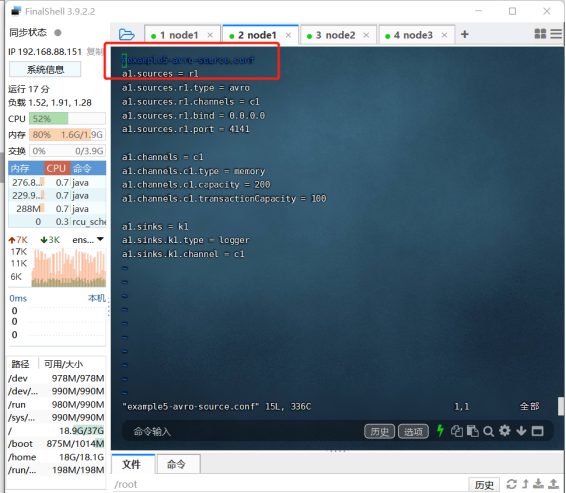 FinalShell 3.9.2.2
同步状态
IP 192.168.88.151 复制
系统信息
运行 17 分
负载 1.52, 1.91, 1.28
CPU 52%
内存 80% 1.6G/1.9G
交换 0% 0/3.9G
内存 CPU 命令
276.8... 0.7 java
229.9... 0.7 java
288M 0.7 java
0 0.3 rcu_sche
7K 3K ens...
17K
11K
6K
0ms 本机
0
0
0
路径 可用/大小
/dev 978M/978M
/dev/... 990M/990M
/run 980M/990M
/sys/... 990M/990M
/ 18.9G/37G
/boot 875M/1014M
/home 18G/18.1G
/run/... 198M/198M
1 node1
2 node1
3 node2
4 node3
#example5-avro-source.conf
a1.sources = r1
a1.sources.r1.type = avro
a1.sources.r1.channels = c1
a1.sources.r1.bind = 0.0.0.0
a1.sources.r1.port = 4141
a1.channels = c1
a1.channels.c1.type = memory
a1.channels.c1.capacity = 200
a1.channels.c1.transactionCapacity = 100
a1.sinks = k1
a1.sinks.k1.type = logger
a1.sinks.k1.channel = c1
~
~
~
~
~
~
~
~
~
~
"example5-avro-source.conf" 15L, 336C 1,1 全部
命令输入 历史 选项
文件 命令
/root 历史